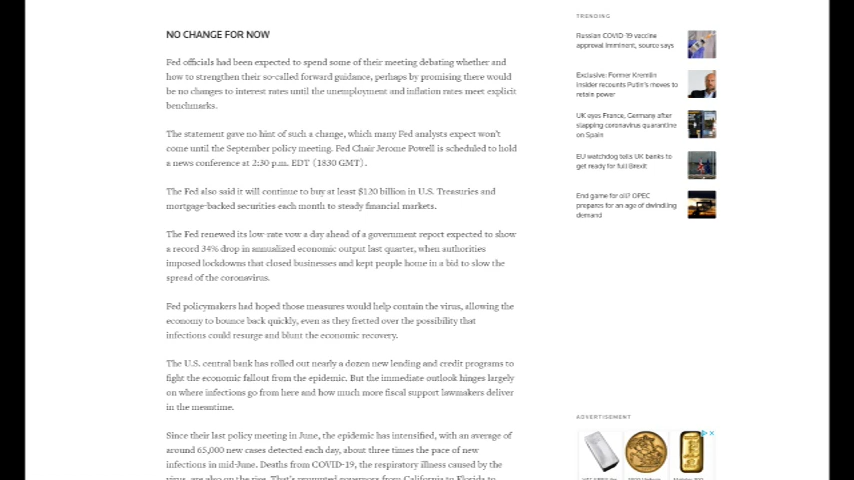 NO CHANGE FOR NOW
Fed officials had been expected to spend some of their meeting debating whether and
how to strengthen their so-called forward guidance, perhaps by promising there would
be no changes to interest rates until the unemployment and inflation rates meet explicit
benchmarks.
The statement gave no hint of such a change, which many Fed analysts expect won't
come until the September policy meeting. Fed Chair Jerome Powell is scheduled to hold
a news conference at 2:30 p.m. EDT (1830 GMT).
The Fed also said it will continue to buy at least $120 billion in U.S. Treasuries and
mortgage-backed securities each month to steady financial markets.
The Fed renewed its low-rate vow a day ahead of a government report expected to show
a record 34% drop in annualized economic output last quarter, when authorities
imposed lockdowns that closed businesses and kept people home in a bid to slow the
spread of the coronavirus.
Fed policymakers had hoped those measures would help contain the virus, allowing the
economy to bounce back quickly, even as they fretted over the possibility that
infections could resurge and blunt the economic recovery.
The U.S. central bank has rolled out nearly a dozen new lending and credit programs to
fight the economic fallout from the epidemic. But the immediate outlook hinges largely
on where infections go from here and how much more fiscal support lawmakers deliver
in the meantime.
Since their last policy meeting in June, the epidemic has intensified, with an average of
around 65,000 new cases detected each day, about three times the pace of new
infections in mid-June. Deaths from COVID-19, the respiratory illness caused by the
virus, are also on the rise. That's prompted governors from California to Florida to
TRENDING
Russian COVID-19 vaccine
approval imminent, source says
Exclusive: Former Kremlin
insider recounts Putin's moves to
retain power
UK eyes France, Germany after
slapping coronavirus quarantine
on Spain
EU watchdog tells UK banks to
get ready for full Brexit
End game for oil? OPEC
prepares for an age of dwindling
demand
ADVERTISEMENT